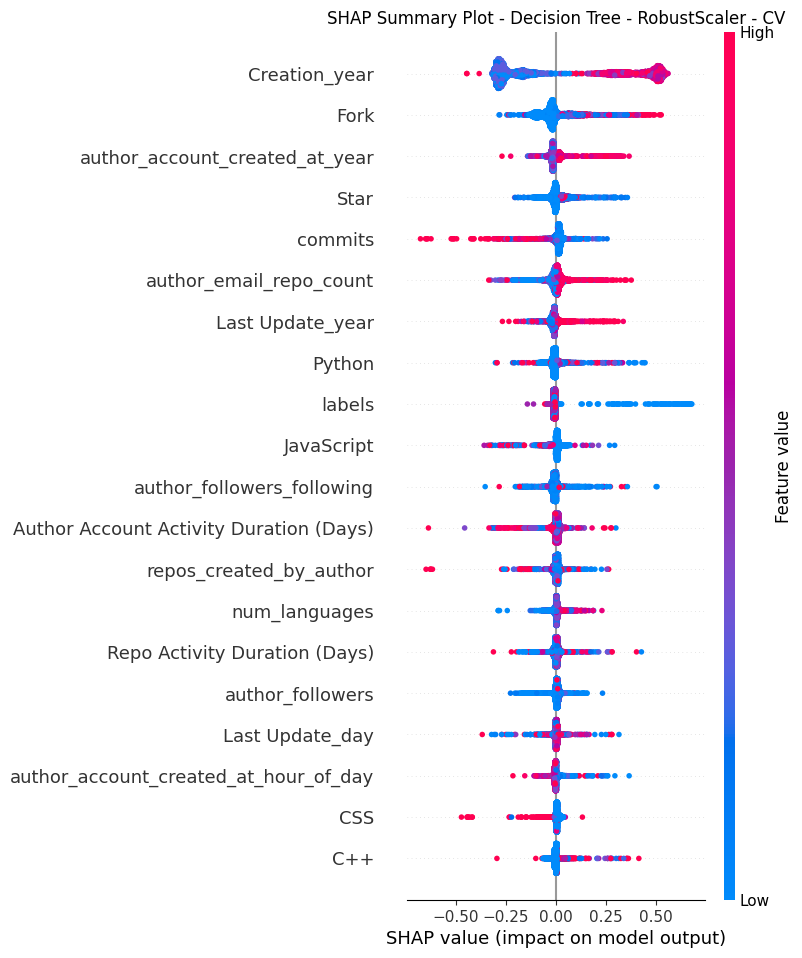 SHAP Summary Plot - Decision Tree - RobustScaler - CV
High
Creation_year
Fork
author_account_created_at_year
Star
commits
author_email_repo_count
Last Update_year
Python
labels
JavaScript
author_followers_following
Author Account Activity Duration (Days)
repos_created_by_author
num_languages
Repo Activity Duration (Days)
author_followers
Last Update_day
author_account_created_at_hour_of_day
CSS
C++
Feature value
Low
−0.50 −0.25 0.00 0.25 0.50
SHAP value (impact on model output)